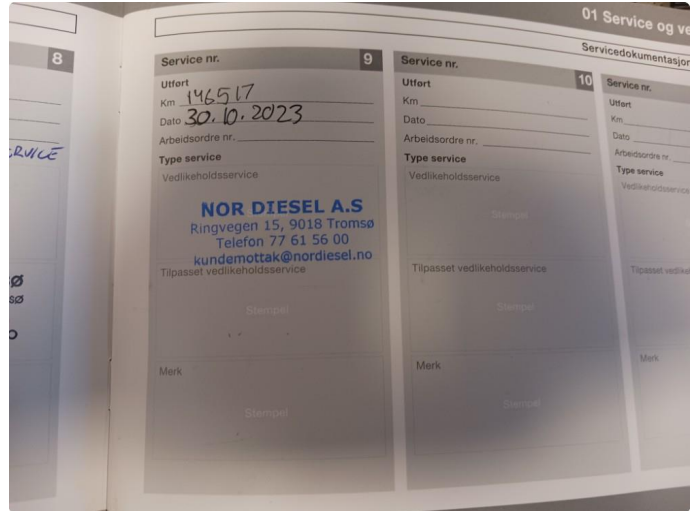 01 Service og ve
Servicedokumentasjon
8
RVICE
Ø
SØ
O
Service nr. 9
Utført
Km 146517
Dato 30.10.2023
Arbeidsordre nr.
Type service
Vedlikeholdsservice
NOR DIESEL A.S
Ringvegen 15, 9018 Tromsø
Telefon 77 61 56 00
kundemottak@nordiesel.no
Tilpasset vedlikeholdsservice
Stempel
Merk
Stempel
Service nr. 10
Utført
Km
Dato
Arbeidsordre nr.
Type service
Vedlikeholdsservice
Stempel
Tilpasset vedlikeholdsservice
Stempel
Merk
Stempel
Service nr.
Utført
Km
Dato
Arbeidsordre nr.
Type service
Vedlikeholdsservice
Tilpasset vedlikel
Merk